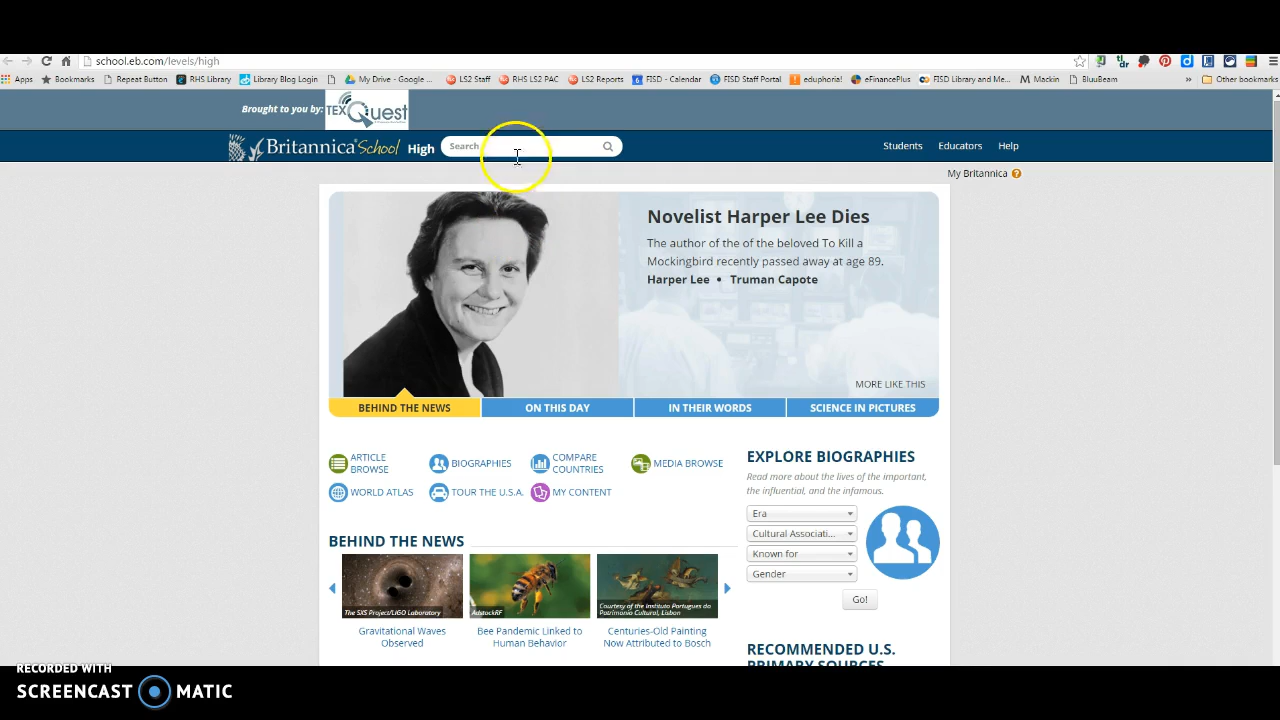 school.eb.com/levels/high
Apps Bookmarks Repeat Button RHS Library Library Blog Login My Drive - Google ... LS2 Staff RHS LS2 PAC LS2 Reports FISD - Calendar FISD Staff Portal eduphoria! eFinancePlus FISD Library and Me... Mackin BluuBeam » Other bookmarks
Brought to you by: TEXQuest
Britannica School High Search Students Educators Help
My Britannica ?
Novelist Harper Lee Dies
The author of the of the beloved To Kill a
Mockingbird recently passed away at age 89.
Harper Lee • Truman Capote
MORE LIKE THIS
BEHIND THE NEWS ON THIS DAY IN THEIR WORDS SCIENCE IN PICTURES
ARTICLE BROWSE BIOGRAPHIES COMPARE COUNTRIES MEDIA BROWSE
WORLD ATLAS TOUR THE U.S.A. MY CONTENT
EXPLORE BIOGRAPHIES
Read more about the lives of the important,
the influential, and the infamous.
Era
Cultural Associati...
Known for
Gender
Go!
BEHIND THE NEWS
The SXS Project/LIGO Laboratory
AdstockRF
Courtesy of the Instituto Portugues do
Patrimonio Cultural, Lisbon
Gravitational Waves
Observed
Bee Pandemic Linked to
Human Behavior
Centuries-Old Painting
Now Attributed to Bosch
RECOMMENDED U.S.
PRIMARY SOURCES
RECORDED WITH
SCREENCAST MATIC